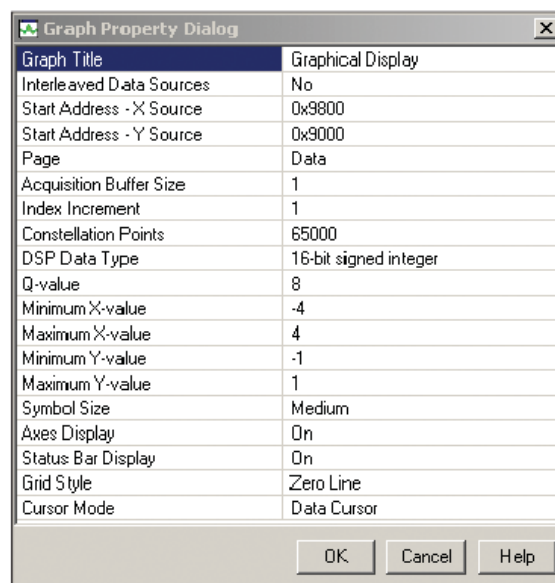 Graph Property Dialog
Graph Title Graphical Display
Interleaved Data Sources No
Start Address - X Source 0x9800
Start Address - Y Source 0x9000
Page Data
Acquisition Buffer Size 1
Index Increment 1
Constellation Points 65000
DSP Data Type 16-bit signed integer
Q-value 8
Minimum X-value -4
Maximum X-value 4
Minimum Y-value -1
Maximum Y-value 1
Symbol Size Medium
Axes Display On
Status Bar Display On
Grid Style Zero Line
Cursor Mode Data Cursor
OK Cancel Help